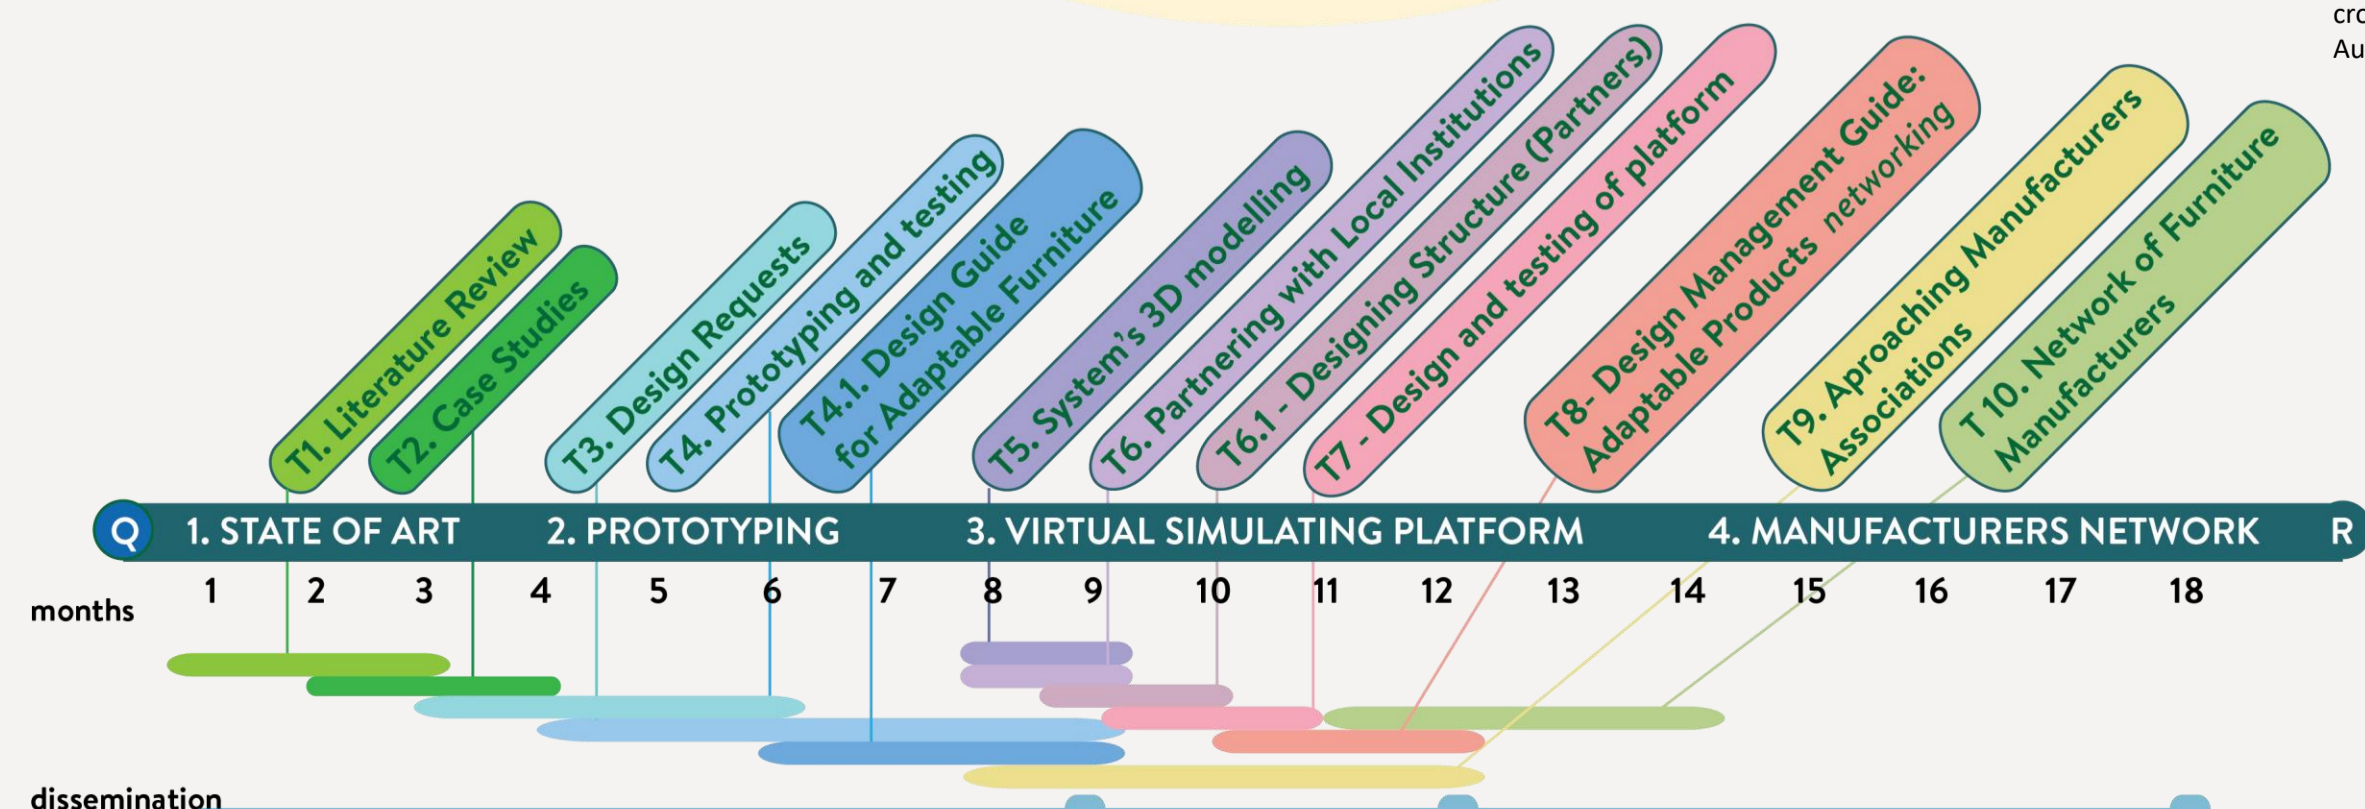 cro
Au
T1. Literature Review
T2. Case Studies
T3. Design Requests
T4. Prototyping and testing
T4.1. Design Guide
for Adaptable Furniture
T5. System's 3D modelling
T6. Partnering with Local Institutions
T6.1 - Designing Structure (Partners)
T7 - Design and testing of platform
T8- Design Management Guide:
Adaptable Products networking
T9. Aproaching Manufacturers
Associations
T 10. Network of Furniture
Manufacturers
Q 1. STATE OF ART 2. PROTOTYPING 3. VIRTUAL SIMULATING PLATFORM 4. MANUFACTURERS NETWORK R
1 2 3 4 5 6 7 8 9 10 11 12 13 14 15 16 17 18
months
dissemination